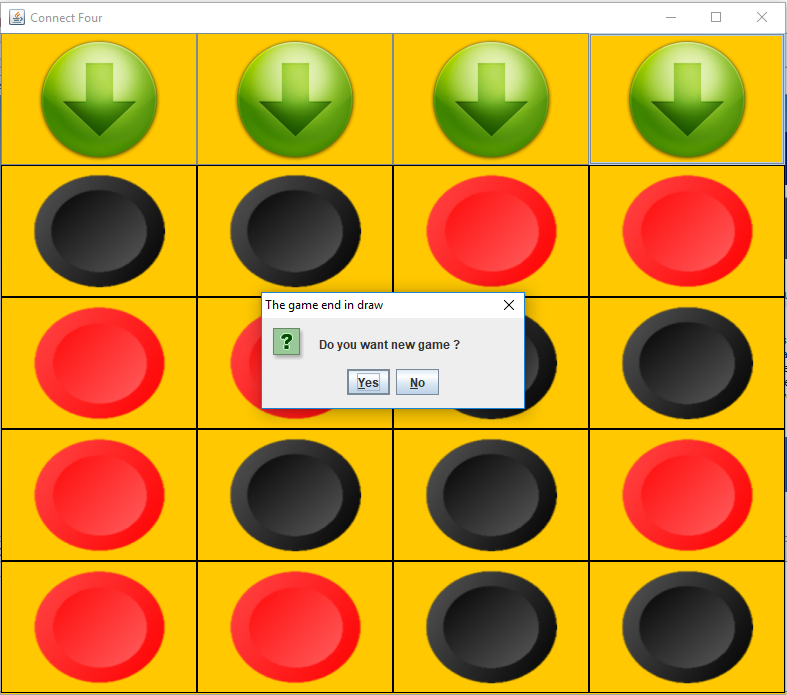 Connect Four
The game end in draw
?
Do you want new game ?
Yes
No